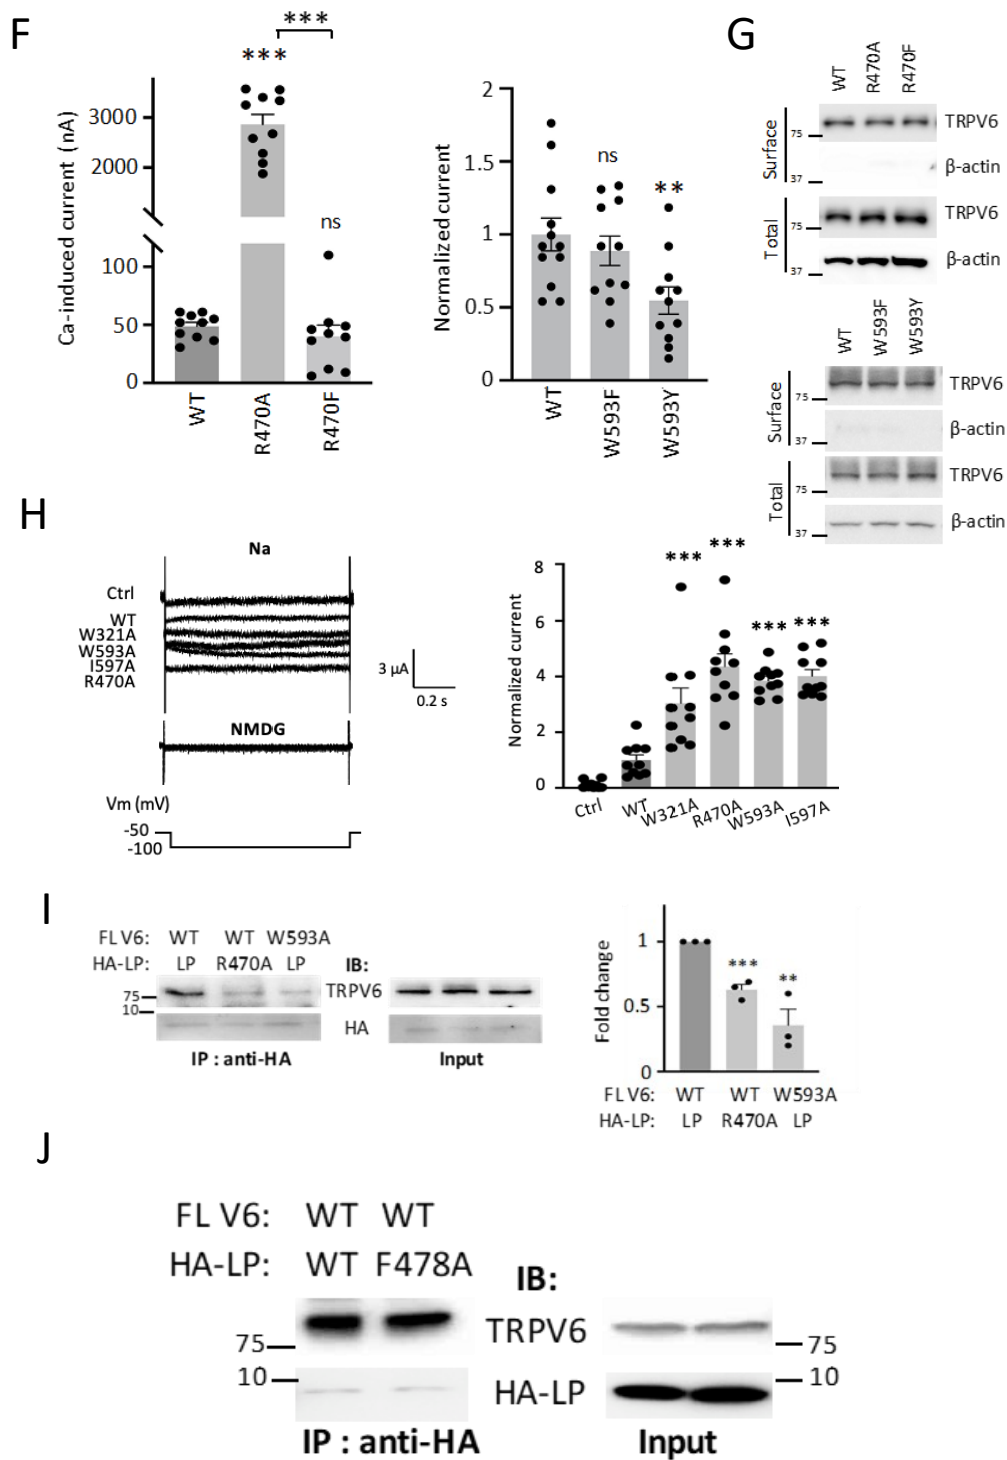 F
***
***
ns
Ca-induced current (nA)
3000
2000
100
50
0
WT
R470A
R470F
Normalized current
2
1.5
1
0.5
0
ns
**
WT
W593F
W593Y
G
WT
R470A
R470F
Surface
75
TRPV6
37
β-actin
Total
75
TRPV6
37
β-actin
WT
W593F
W593Y
Surface
75
TRPV6
37
β-actin
Total
75
TRPV6
37
β-actin
H
Na
Ctrl
WT
W321A
W593A
I597A
R470A
3 μA
0.2 s
NMDG
Vm (mV)
-50
-100
Normalized current
8
6
4
2
0
***
***
***
***
Ctrl
WT
W321A
R470A
W593A
I597A
I
FL V6: WT WT W593A
HA-LP: LP R470A LP
IB:
75
TRPV6
10
HA
IP : anti-HA
Input
Fold change
1
0.5
0
***
**
FL V6: WT WT W593A
HA-LP: LP R470A LP
J
FL V6: WT WT
HA-LP: WT F478A
IB:
75
TRPV6
75
10
HA-LP
10
IP : anti-HA
Input